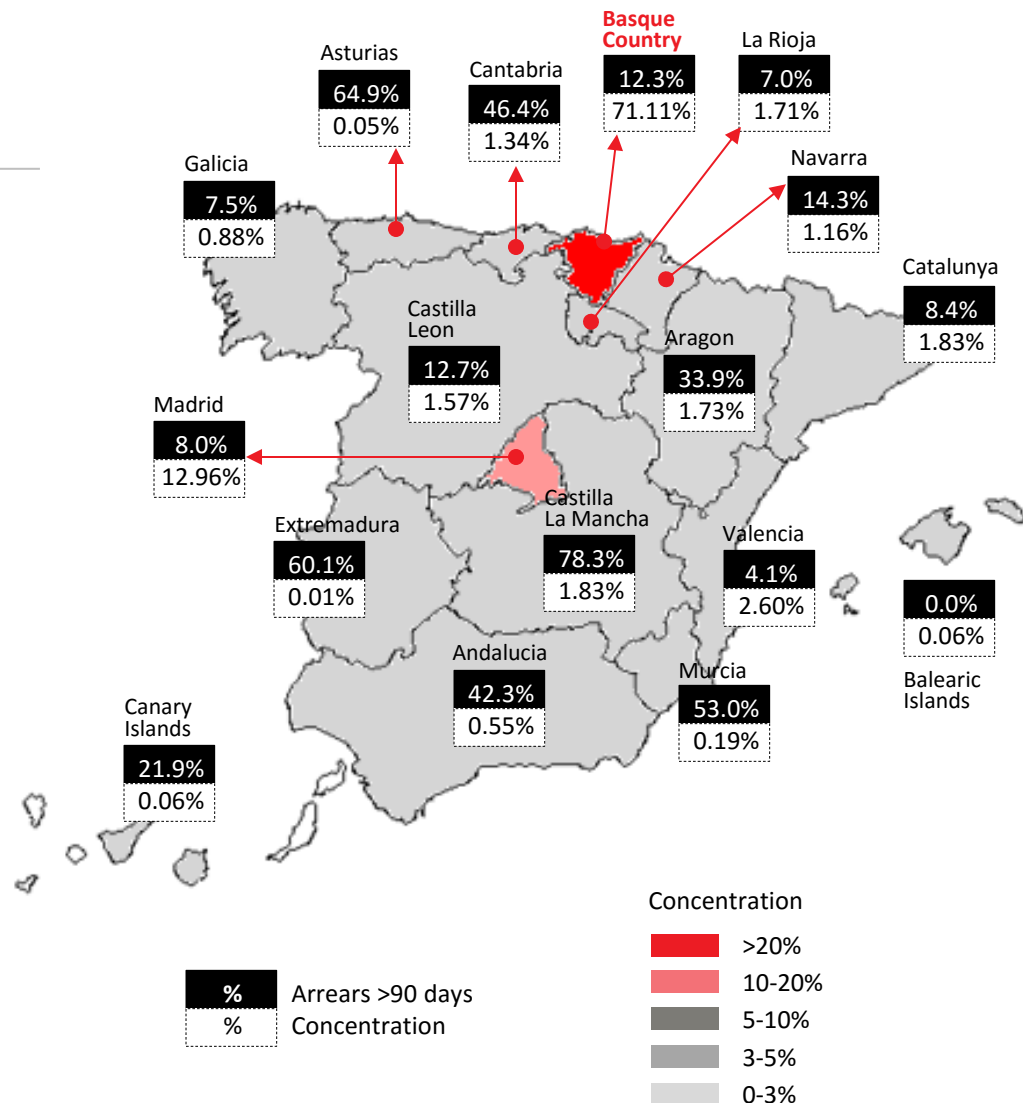 Basque
Country
12.3%
71.11%
La Rioja
7.0%
1.71%
Asturias
64.9%
0.05%
Cantabria
46.4%
1.34%
Navarra
14.3%
1.16%
Galicia
7.5%
0.88%
Catalunya
8.4%
1.83%
Castilla
Leon
12.7%
1.57%
Aragon
33.9%
1.73%
Madrid
8.0%
12.96%
Castilla
La Mancha
78.3%
1.83%
Extremadura
60.1%
0.01%
Valencia
4.1%
2.60%
0.0%
0.06%
Balearic
Islands
Andalucia
42.3%
0.55%
Murcia
53.0%
0.19%
Canary
Islands
21.9%
0.06%
Concentration
>20%
10-20%
5-10%
3-5%
0-3%
% Arrears >90 days
% Concentration